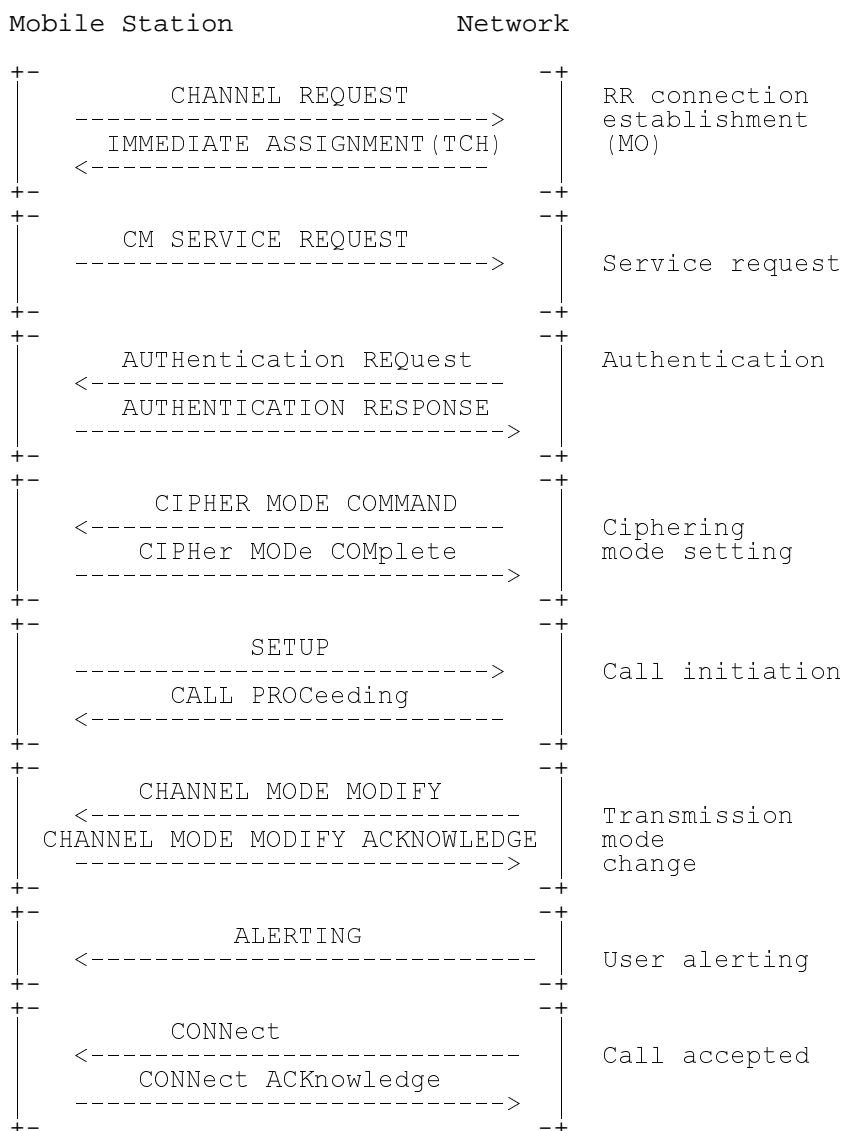 Mobile Station Network
CHANNEL REQUEST RR connection
establishment
IMMEDIATE ASSIGNMENT(TCH) (MO)
CM SERVICE REQUEST
Service request
AUTHentication REQuest Authentication
AUTHENTICATION RESPONSE
CIPHER MODE COMMAND
Ciphering
CIPHer MODe COMplete mode setting
SETUP
Call initiation
CALL PROCeeding
CHANNEL MODE MODIFY
Transmission
CHANNEL MODE MODIFY ACKNOWLEDGE mode
change
ALERTING
User alerting
CONNect
Call accepted
CONNect ACKnowledge